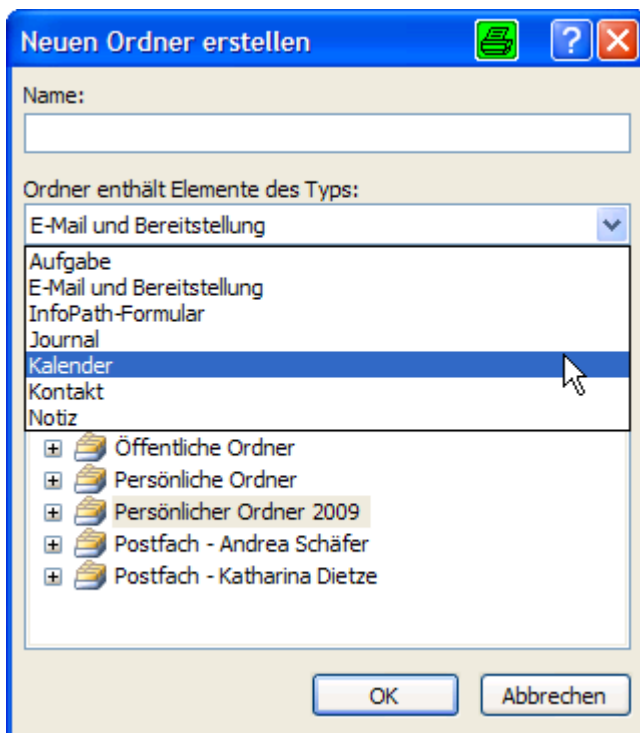 Neuen Ordner erstellen
Name:
Ordner enthält Elemente des Typs:
E-Mail und Bereitstellung
Aufgabe
E-Mail und Bereitstellung
InfoPath-Formular
Journal
Kalender
Kontakt
Notiz
Öffentliche Ordner
Persönliche Ordner
Persönlicher Ordner 2009
Postfach - Andrea Schäfer
Postfach - Katharina Dietze
OK Abbrechen